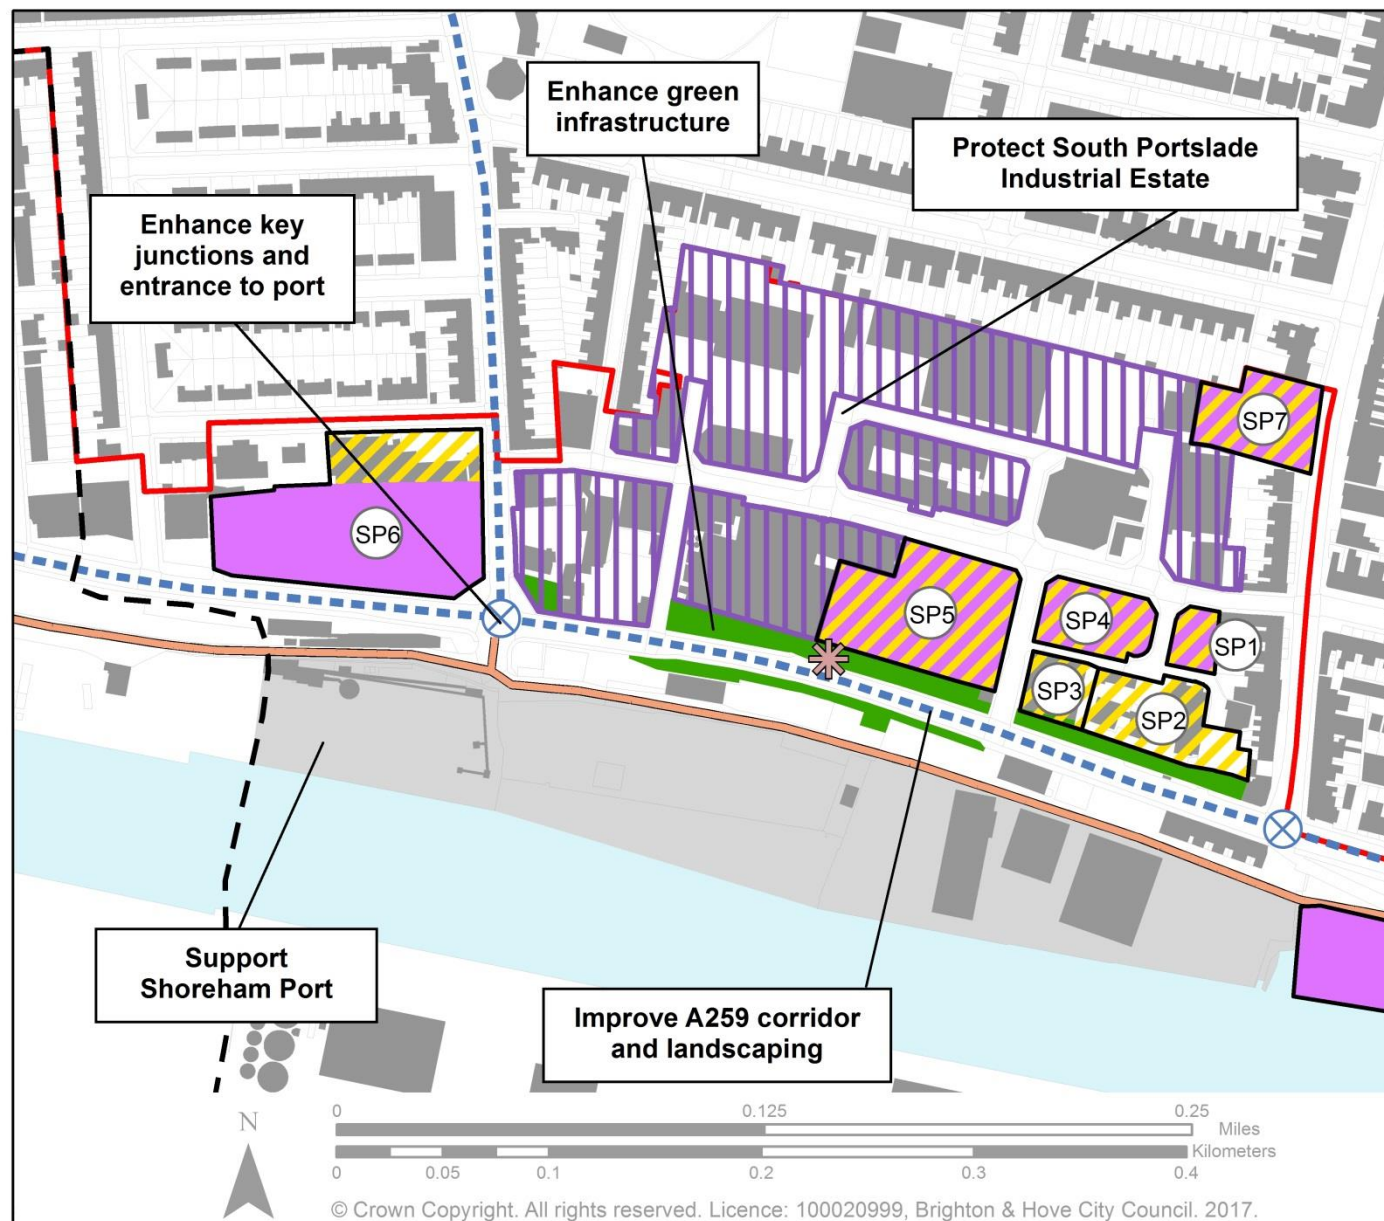 Enhance green
infrastructure
Protect South Portslade
Industrial Estate
Enhance key
junctions and
entrance to port
SP7
SP6
SP5
SP4
SP1
SP3
SP2
Support
Shoreham Port
Improve A259 corridor
and landscaping
N
0 0.125 0.25
Miles
Kilometers
0 0.05 0.1 0.2 0.3 0.4
© Crown Copyright. All rights reserved. Licence: 100020999, Brighton & Hove City Council. 2017.